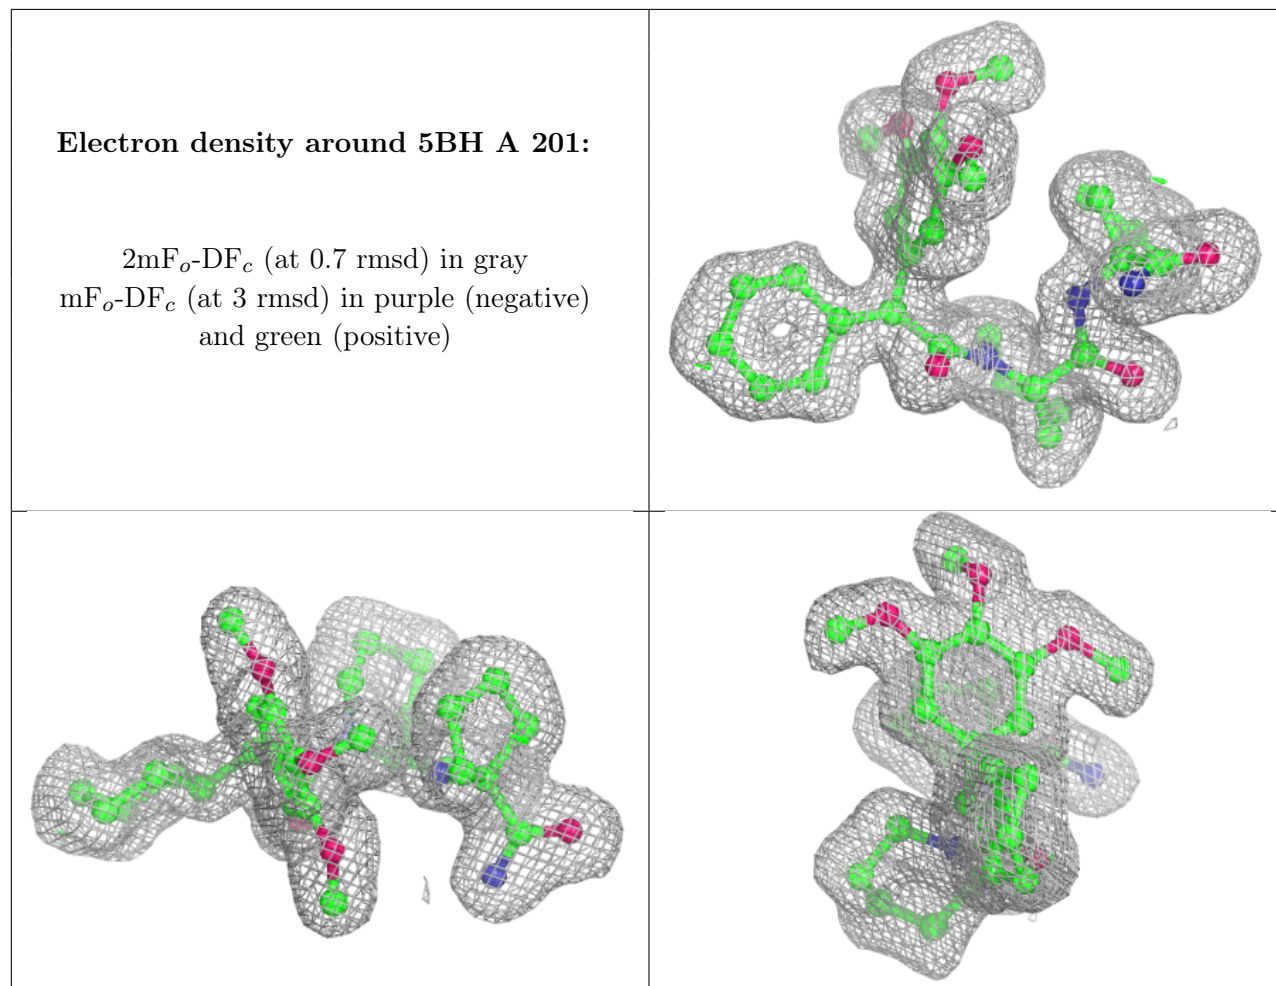 Electron density around 5BH A 201:
2mFo-DFc (at 0.7 rmsd) in gray
mFo-DFc (at 3 rmsd) in purple (negative)
and green (positive)